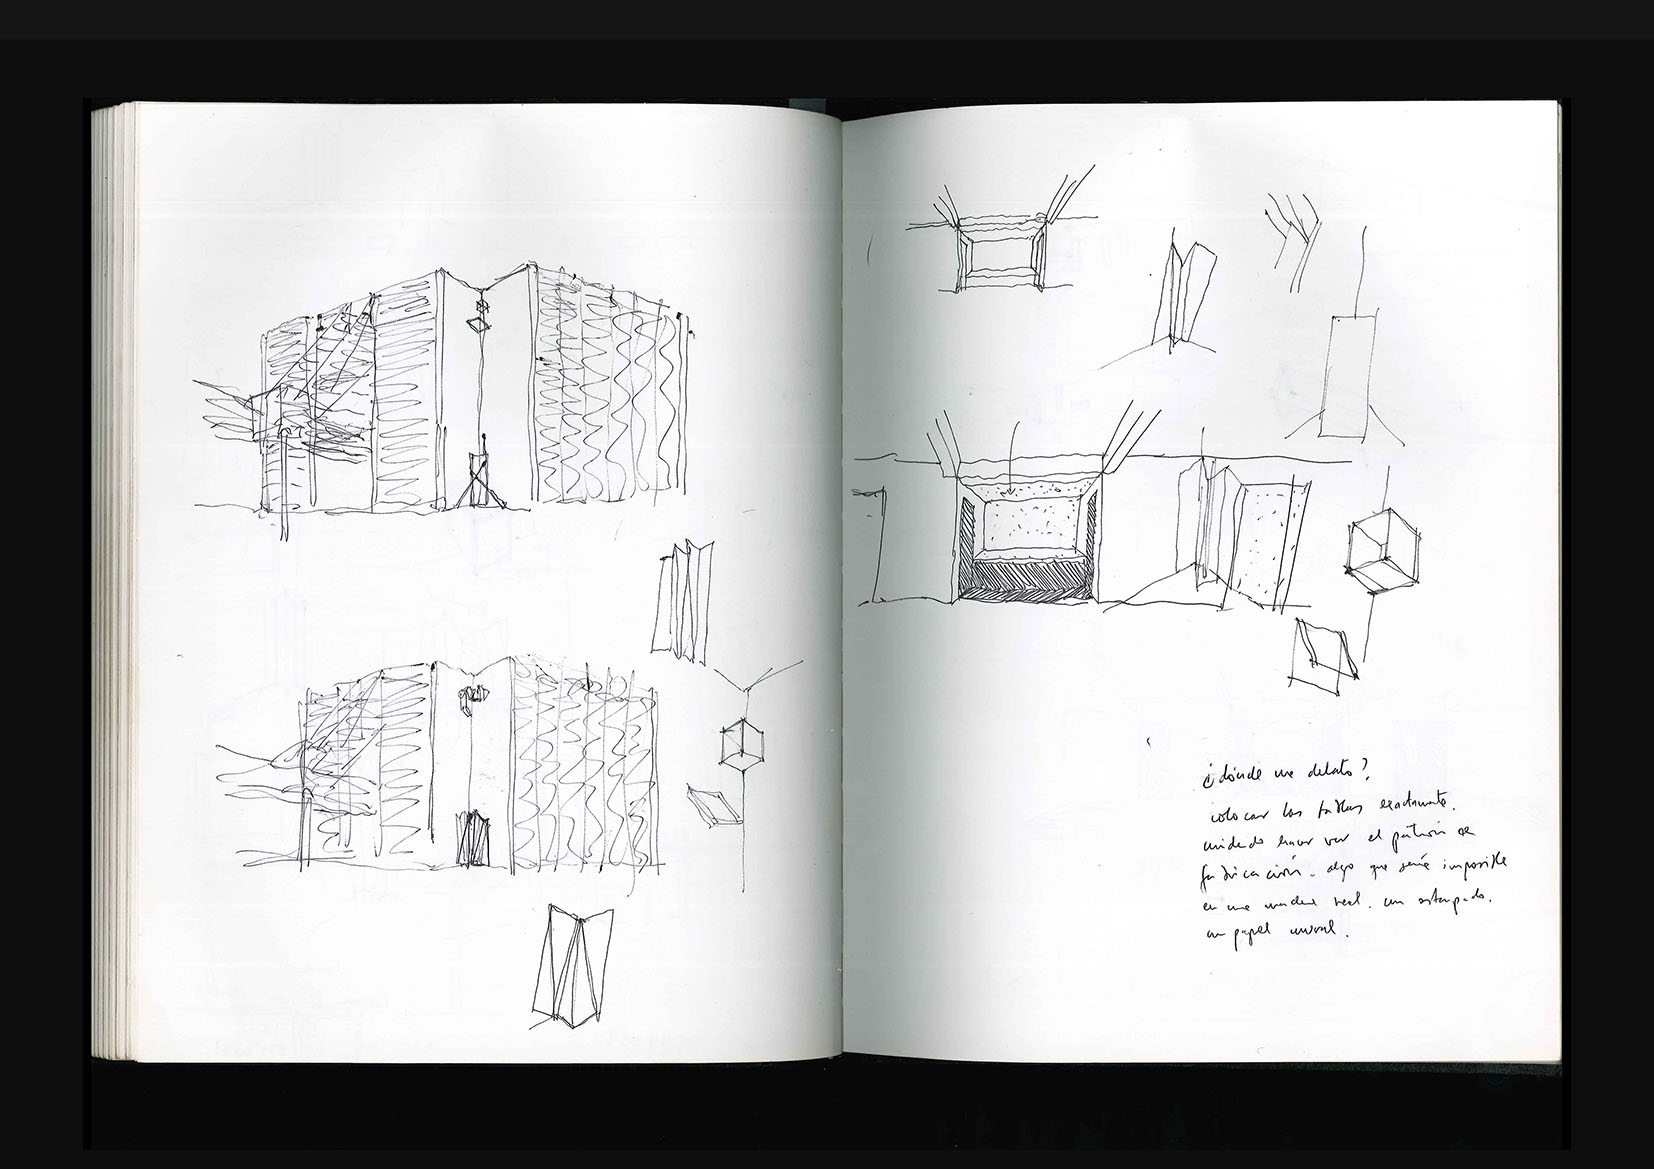 ¿dónde me delato?
colocar las tablas exactamente.
cuidado hacer ver el patrón de
fabricación. algo que sería imposible
en una madera real. un estampado.
un papel mural.